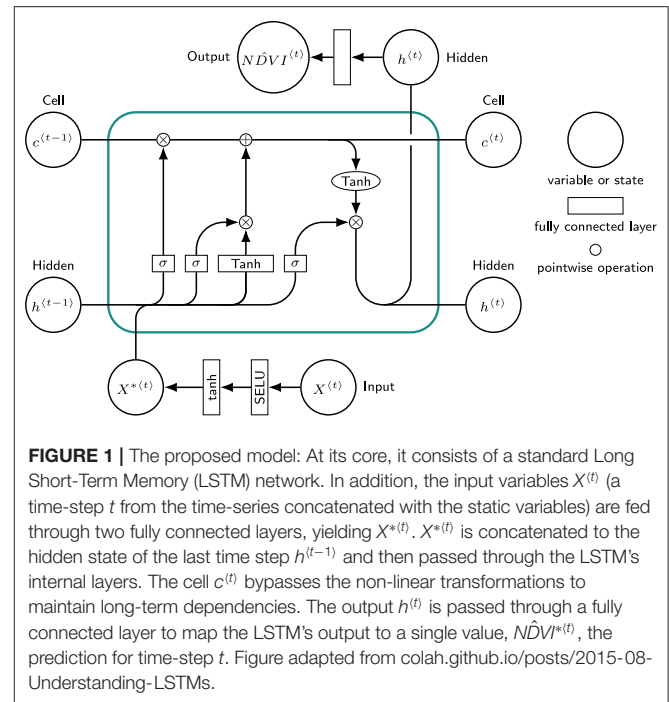 Output
ND̂VI⟨t⟩
h⟨t⟩
Hidden
Cell
Cell
c⟨t−1⟩
⊗
⊕
c⟨t⟩
Tanh
variable or state
⊗
⊗
fully connected layer
σ
σ
Tanh
σ
pointwise operation
Hidden
Hidden
h⟨t−1⟩
h⟨t⟩
X*⟨t⟩
tanh
SELU
X⟨t⟩
Input
FIGURE 1 | The proposed model: At its core, it consists of a standard Long
Short-Term Memory (LSTM) network. In addition, the input variables X⟨t⟩ (a
time-step t from the time-series concatenated with the static variables) are fed
through two fully connected layers, yielding X*⟨t⟩. X*⟨t⟩ is concatenated to the
hidden state of the last time step h⟨t−1⟩ and then passed through the LSTM's
internal layers. The cell c⟨t⟩ bypasses the non-linear transformations to
maintain long-term dependencies. The output h⟨t⟩ is passed through a fully
connected layer to map the LSTM's output to a single value, ND̂VI*⟨t⟩, the
prediction for time-step t. Figure adapted from colah.github.io/posts/2015-08-
Understanding-LSTMs.